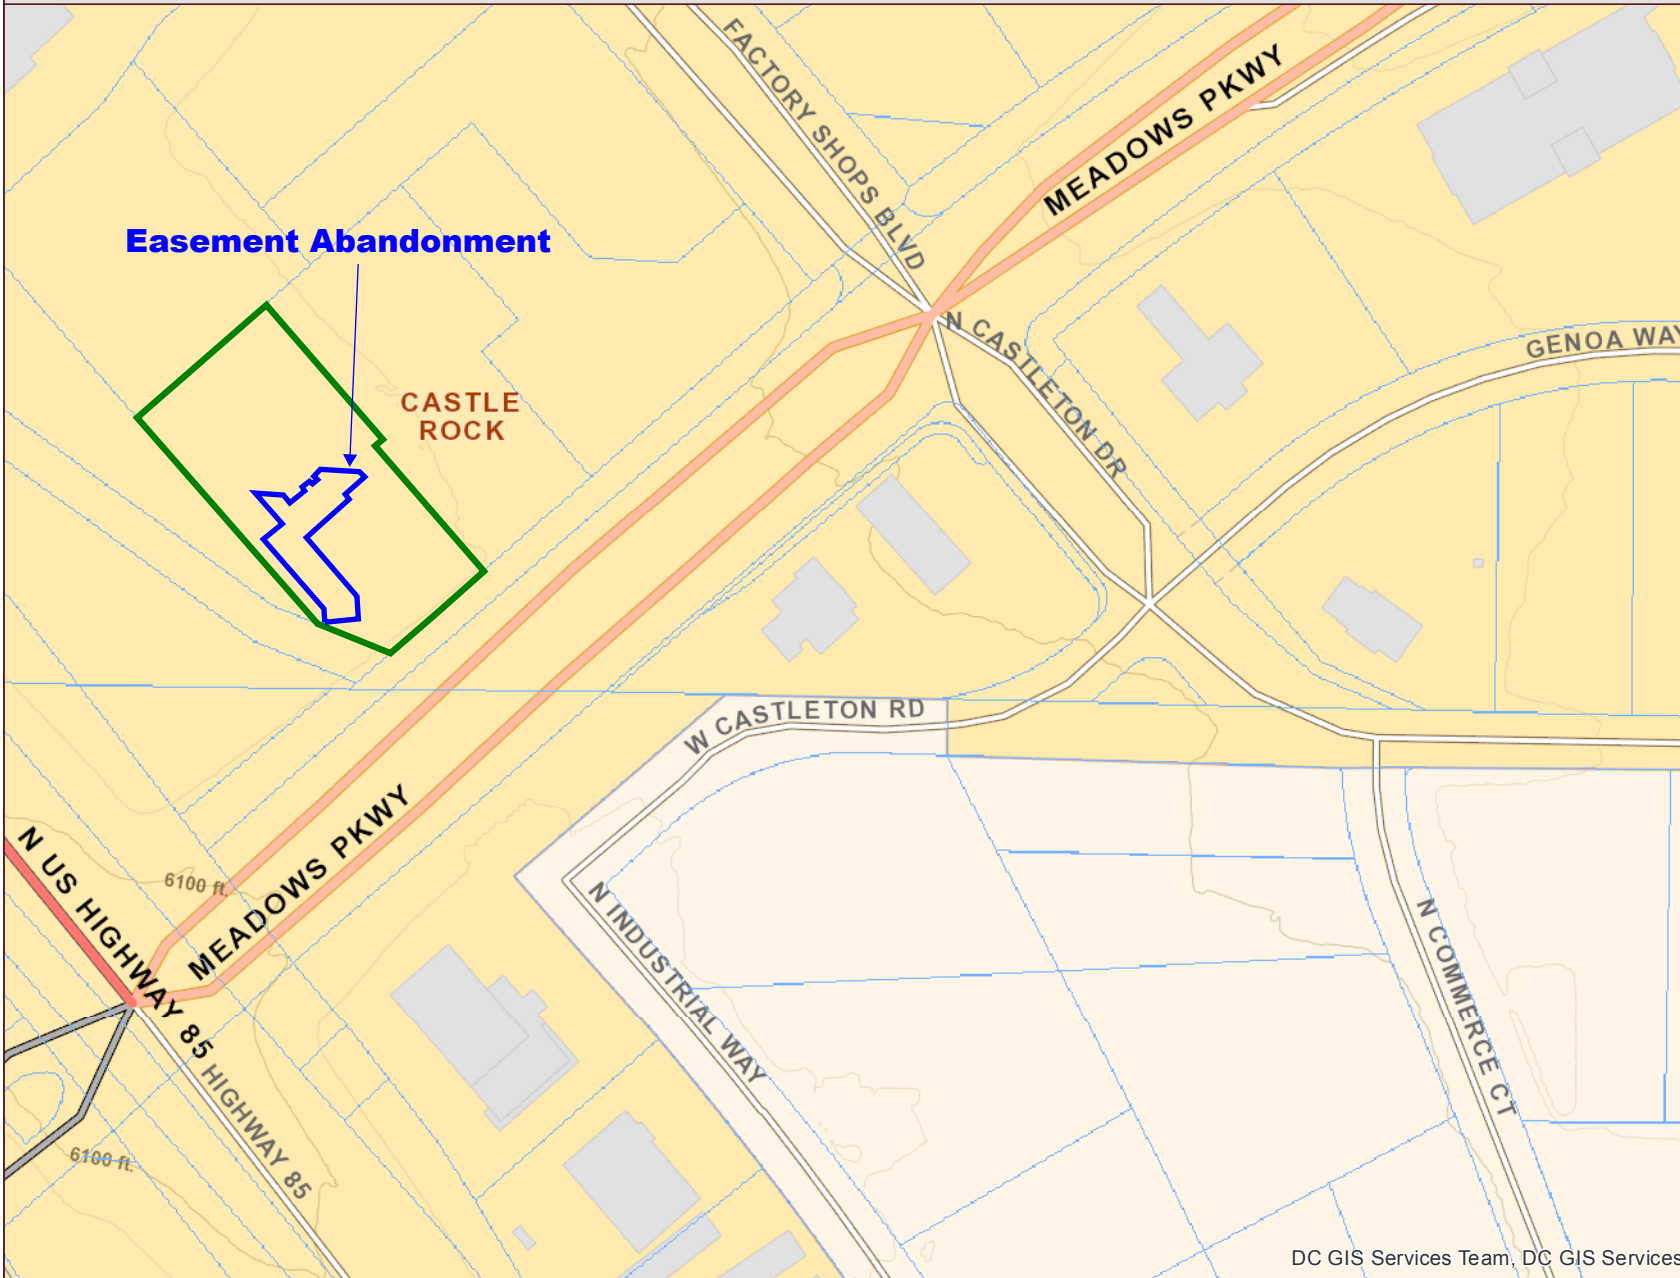 FACTORY SHOPS BLVD
MEADOWS PKWY
Easement Abandonment
N CASTLETON DR
GENOA WAY
CASTLE
ROCK
W CASTLETON RD
MEADOWS PKWY
N US HIGHWAY 85
6100 ft.
N INDUSTRIAL WAY
N COMMERCE CT
HIGHWAY 85
6100 ft.
DC GIS Services Team, DC GIS Services